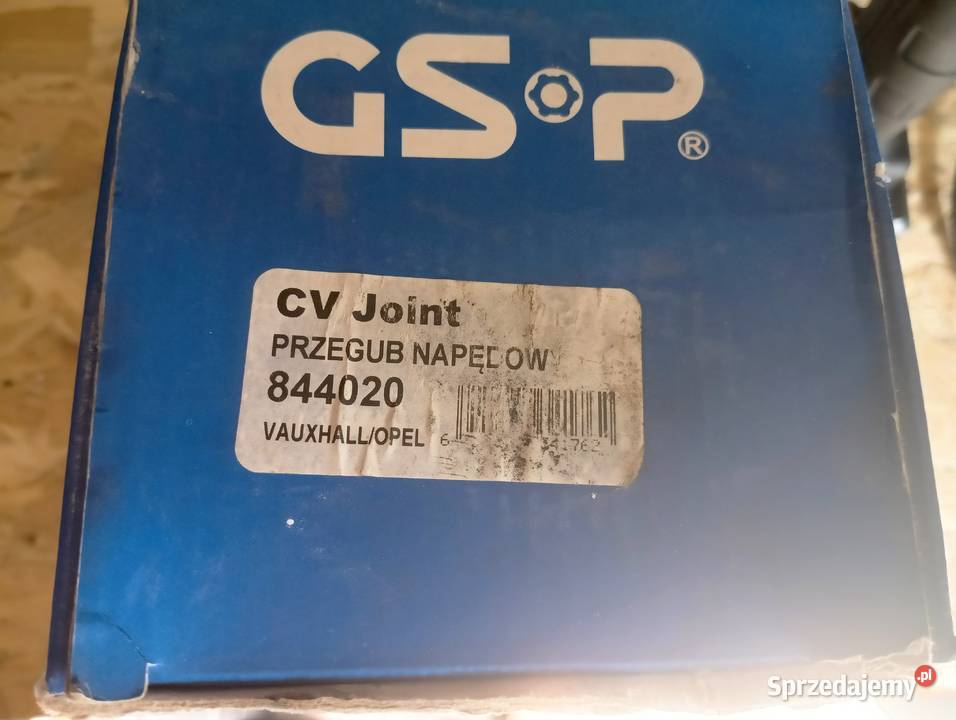 GSP®
CV Joint
PRZEGUB NAPĘDOWY
844020
VAUXHALL/OPEL
Sprzedajemy.pl